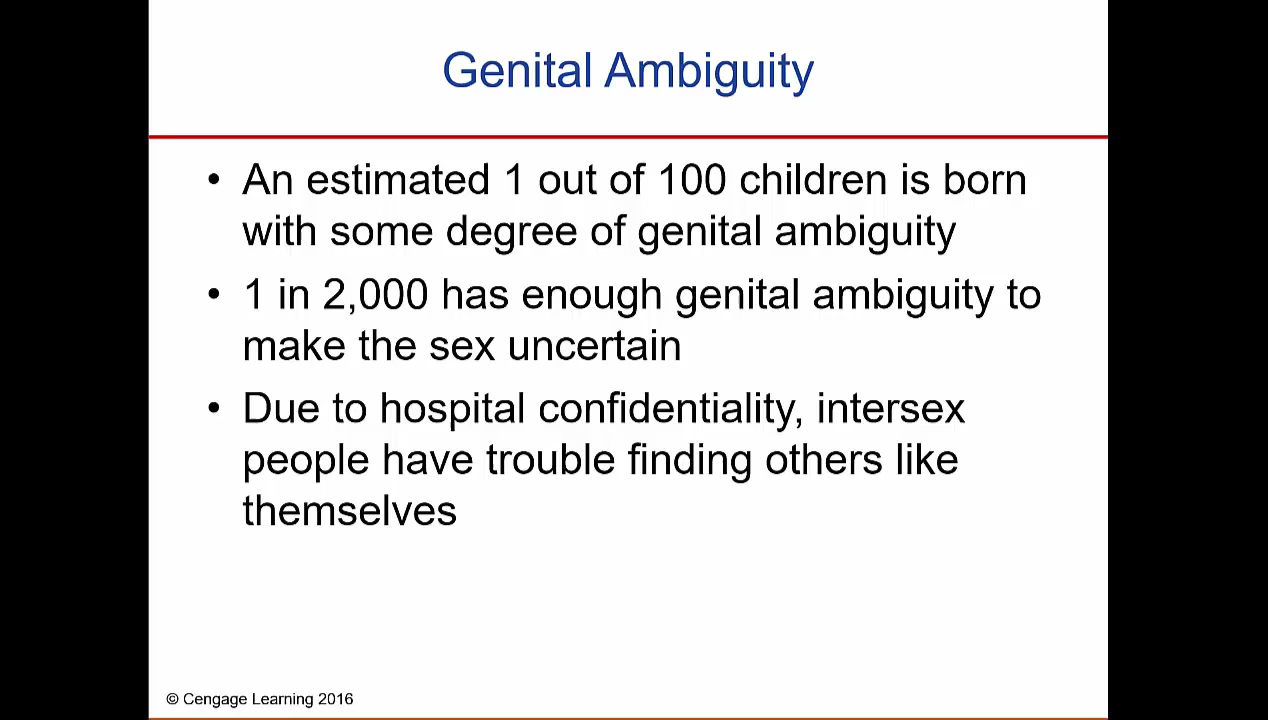 Genital Ambiguity
• An estimated 1 out of 100 children is born
with some degree of genital ambiguity
• 1 in 2,000 has enough genital ambiguity to
make the sex uncertain
• Due to hospital confidentiality, intersex
people have trouble finding others like
themselves
© Cengage Learning 2016